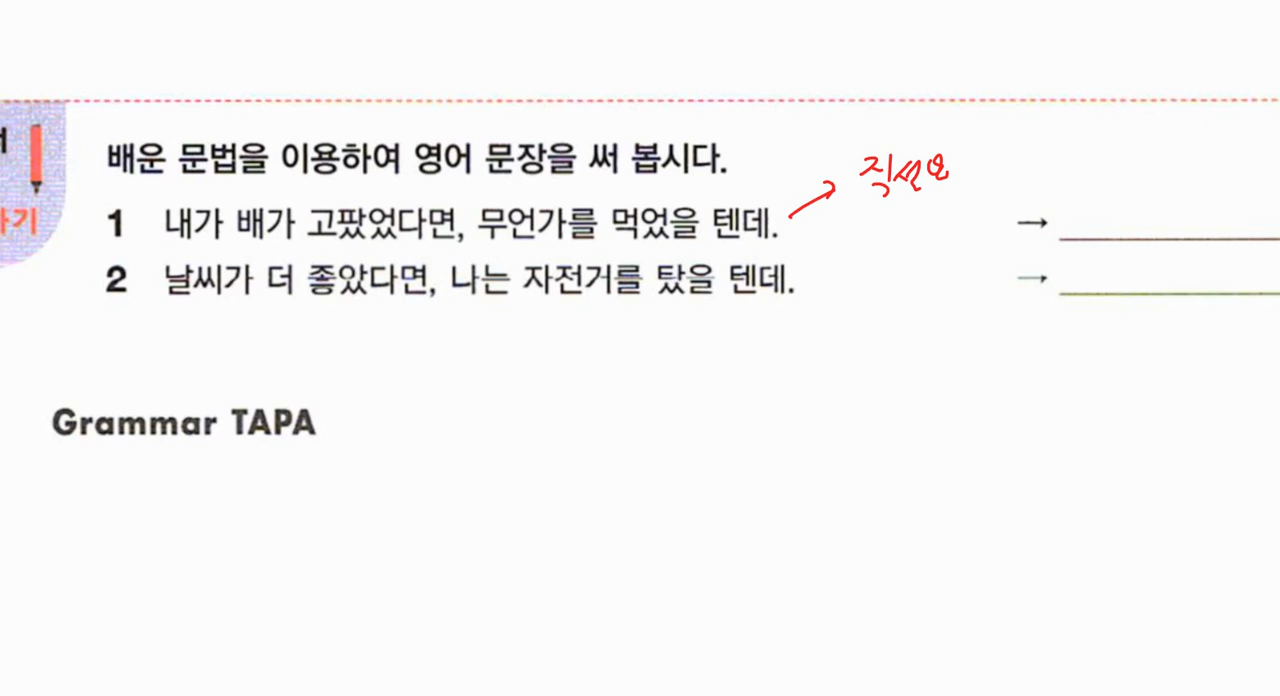 배운 문법을 이용하여 영어 문장을 써 봅시다.
1 내가 배가 고팠었다면, 무언가를 먹었을 텐데. → 직설요 →
2 날씨가 더 좋았다면, 나는 자전거를 탔을 텐데. →
Grammar TAPA